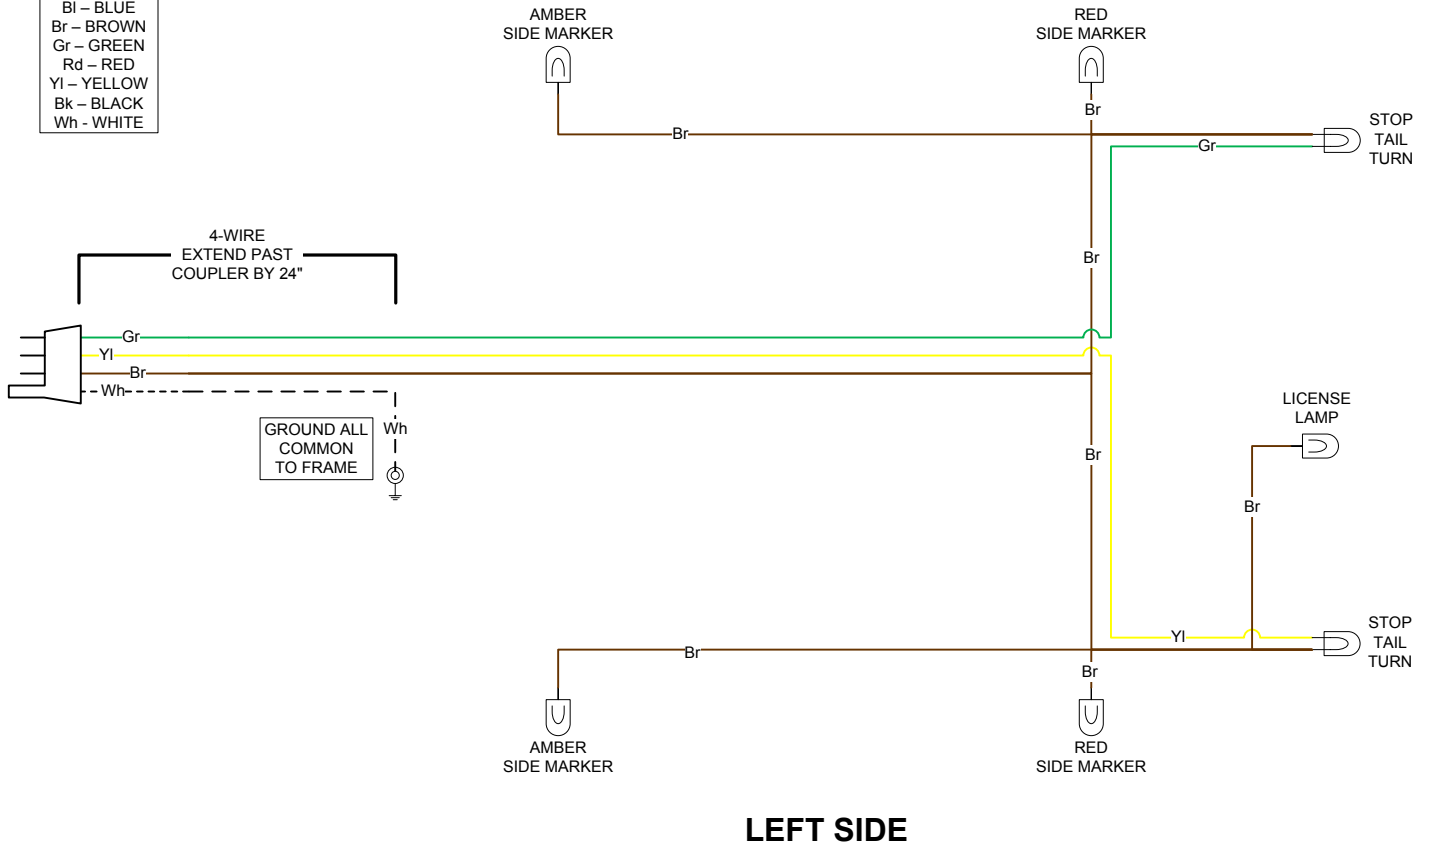 Bl – BLUE
Br – BROWN
Gr – GREEN
Rd – RED
Yl – YELLOW
Bk – BLACK
Wh - WHITE
AMBER
SIDE MARKER
RED
SIDE MARKER
Br
Br
STOP
TAIL
TURN
Gr
4-WIRE
EXTEND PAST
COUPLER BY 24"
Br
Gr
Yl
Br
Wh
GROUND ALL
COMMON
TO FRAME
Wh
LICENSE
LAMP
Br
Br
STOP
TAIL
TURN
Yl
Br
Br
AMBER
SIDE MARKER
RED
SIDE MARKER
LEFT SIDE